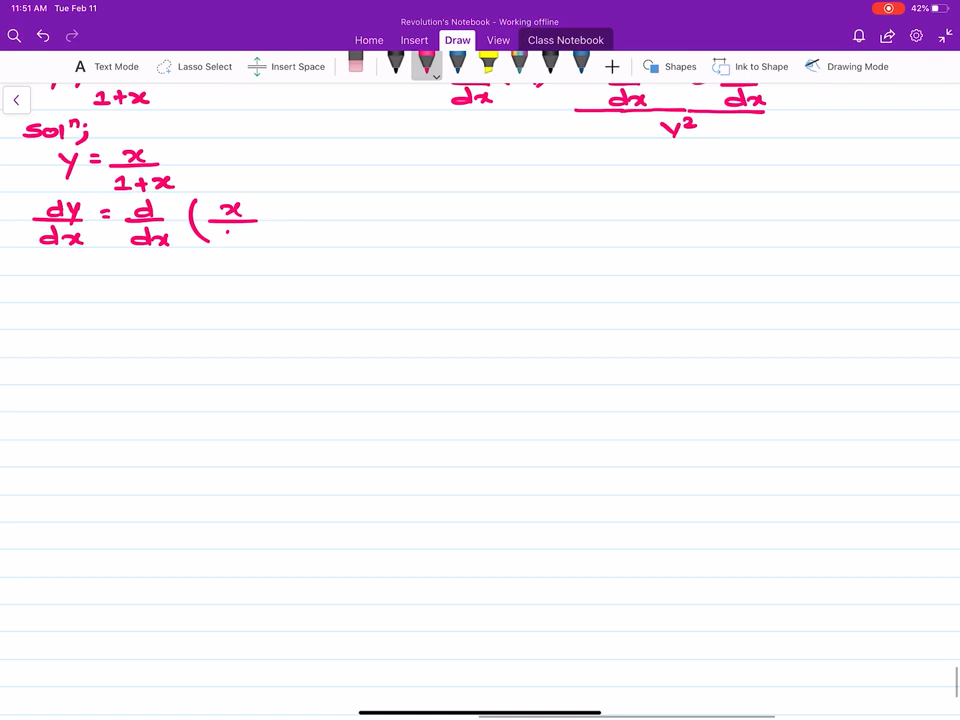 11:51 AM Tue Feb 11
42%
Revolution's Notebook - Working offline
Home Insert Draw View Class Notebook
Text Mode Lasso Select Insert Space Shapes Ink to Shape Drawing Mode
1+x
dx
dx dx
v²
Solⁿ;
y = x/(1+x)
dy/dx = d/dx ( x